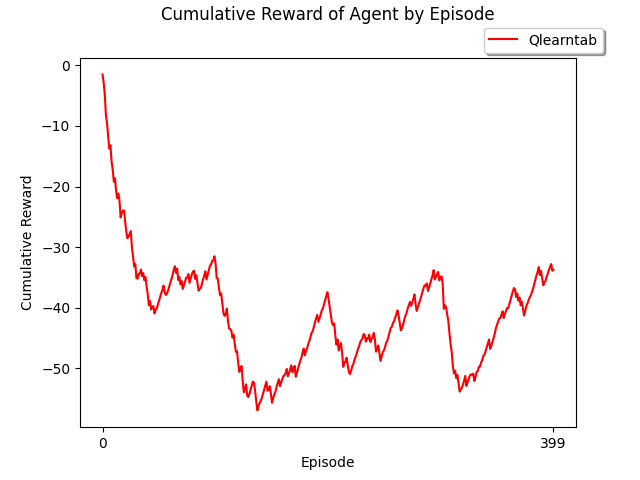 Cumulative Reward of Agent by Episode
Qlearntab
0
−10
−20
−30
−40
−50
Cumulative Reward
0
399
Episode